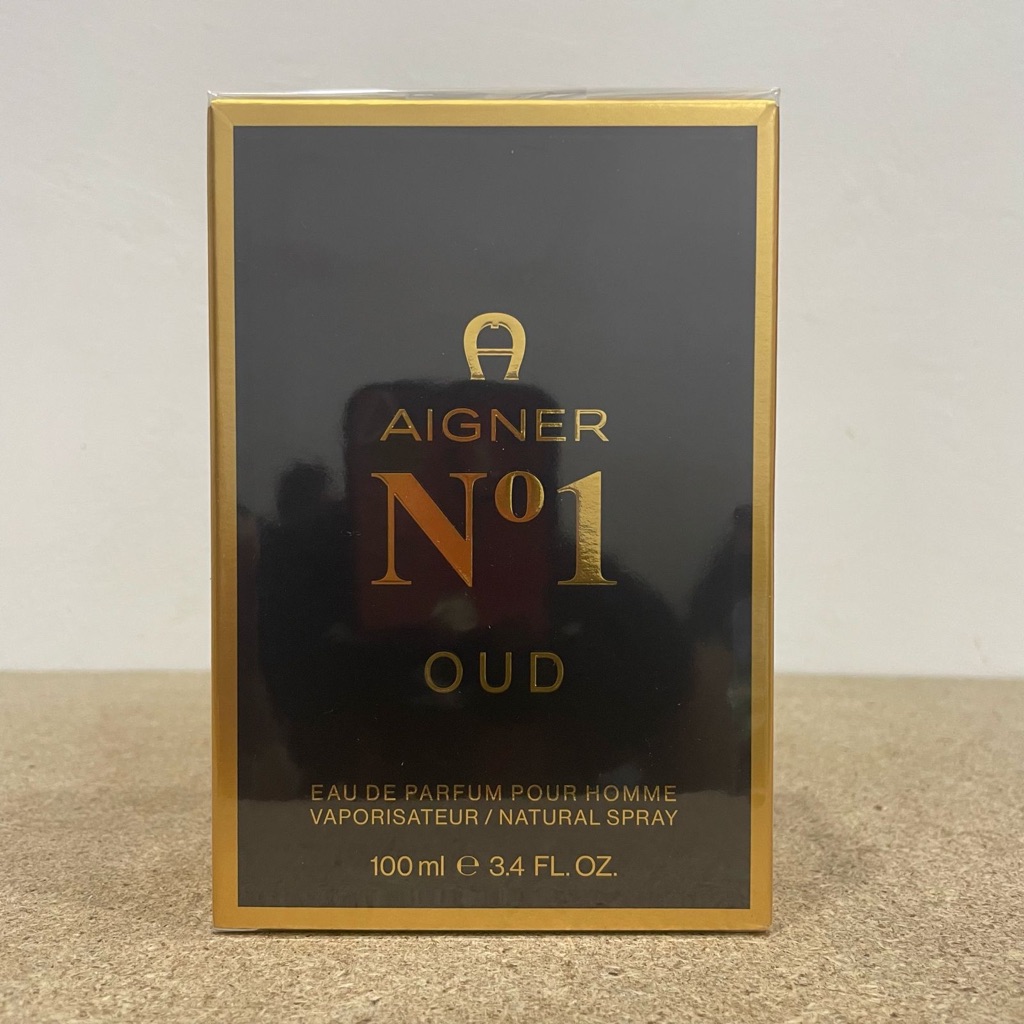 AIGNER
Nº1
OUD
EAU DE PARFUM POUR HOMME
VAPORISATEUR / NATURAL SPRAY
100 ml ℮ 3.4 FL. OZ.